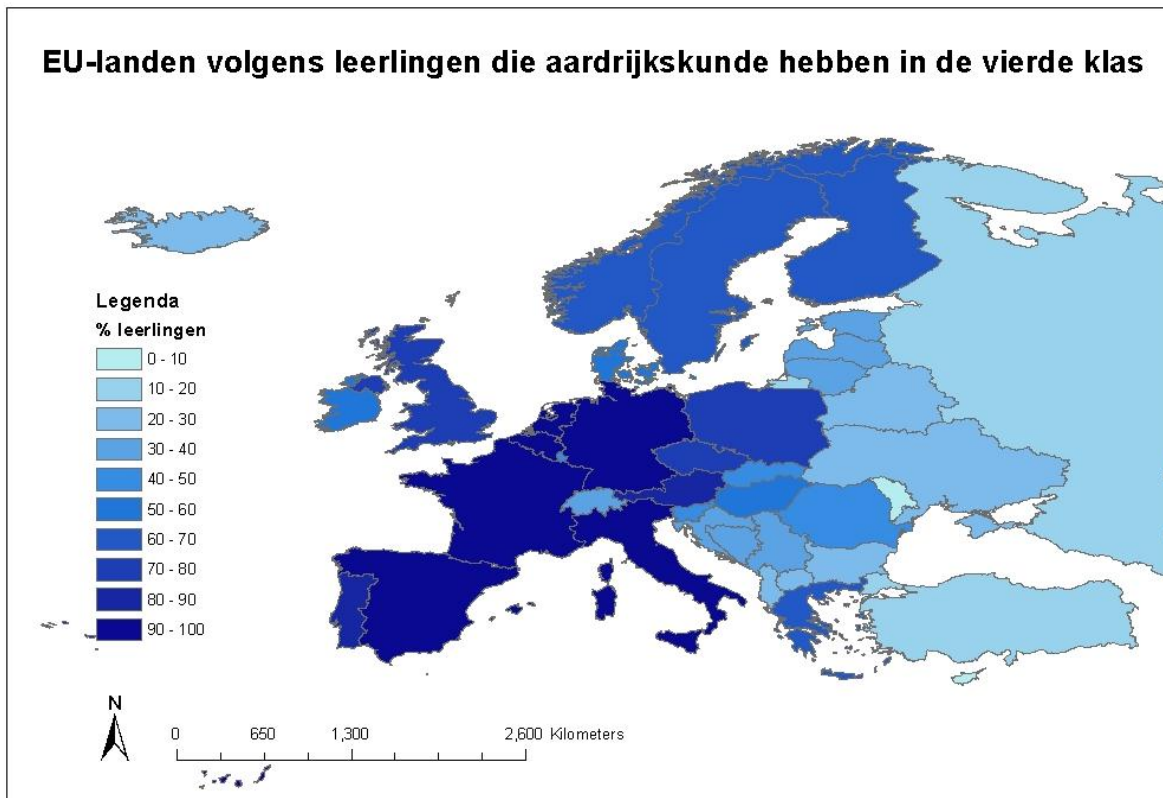 EU-landen volgens leerlingen die aardrijkskunde hebben in de vierde klas
Legenda
% leerlingen
0 - 10
10 - 20
20 - 30
30 - 40
40 - 50
50 - 60
60 - 70
70 - 80
80 - 90
90 - 100
N
0 650 1,300 2,600 Kilometers